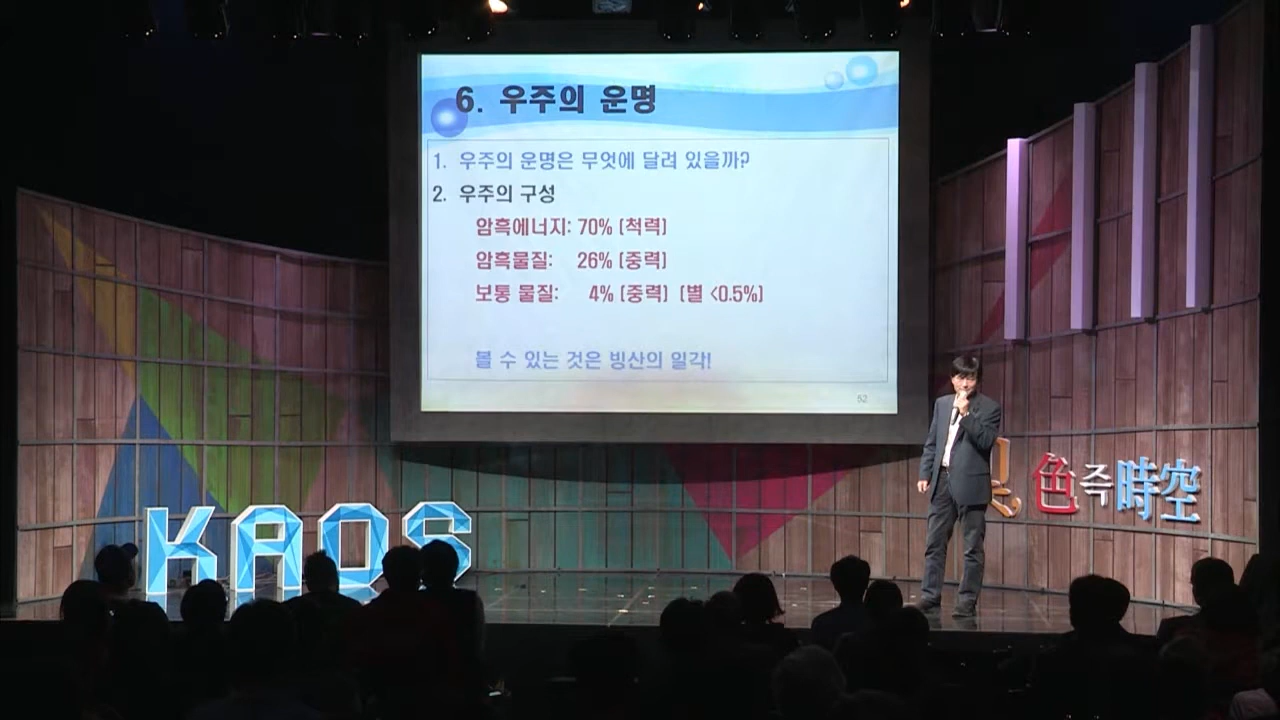 6. 우주의 운명
1. 우주의 운명은 무엇에 달려 있을까?
2. 우주의 구성
암흑에너지: 70% (척력)
암흑물질: 26% (중력)
보통 물질: 4% (중력) (별 <0.5%)
볼 수 있는 것은 빙산의 일각!
52
色즉時空
KAOS